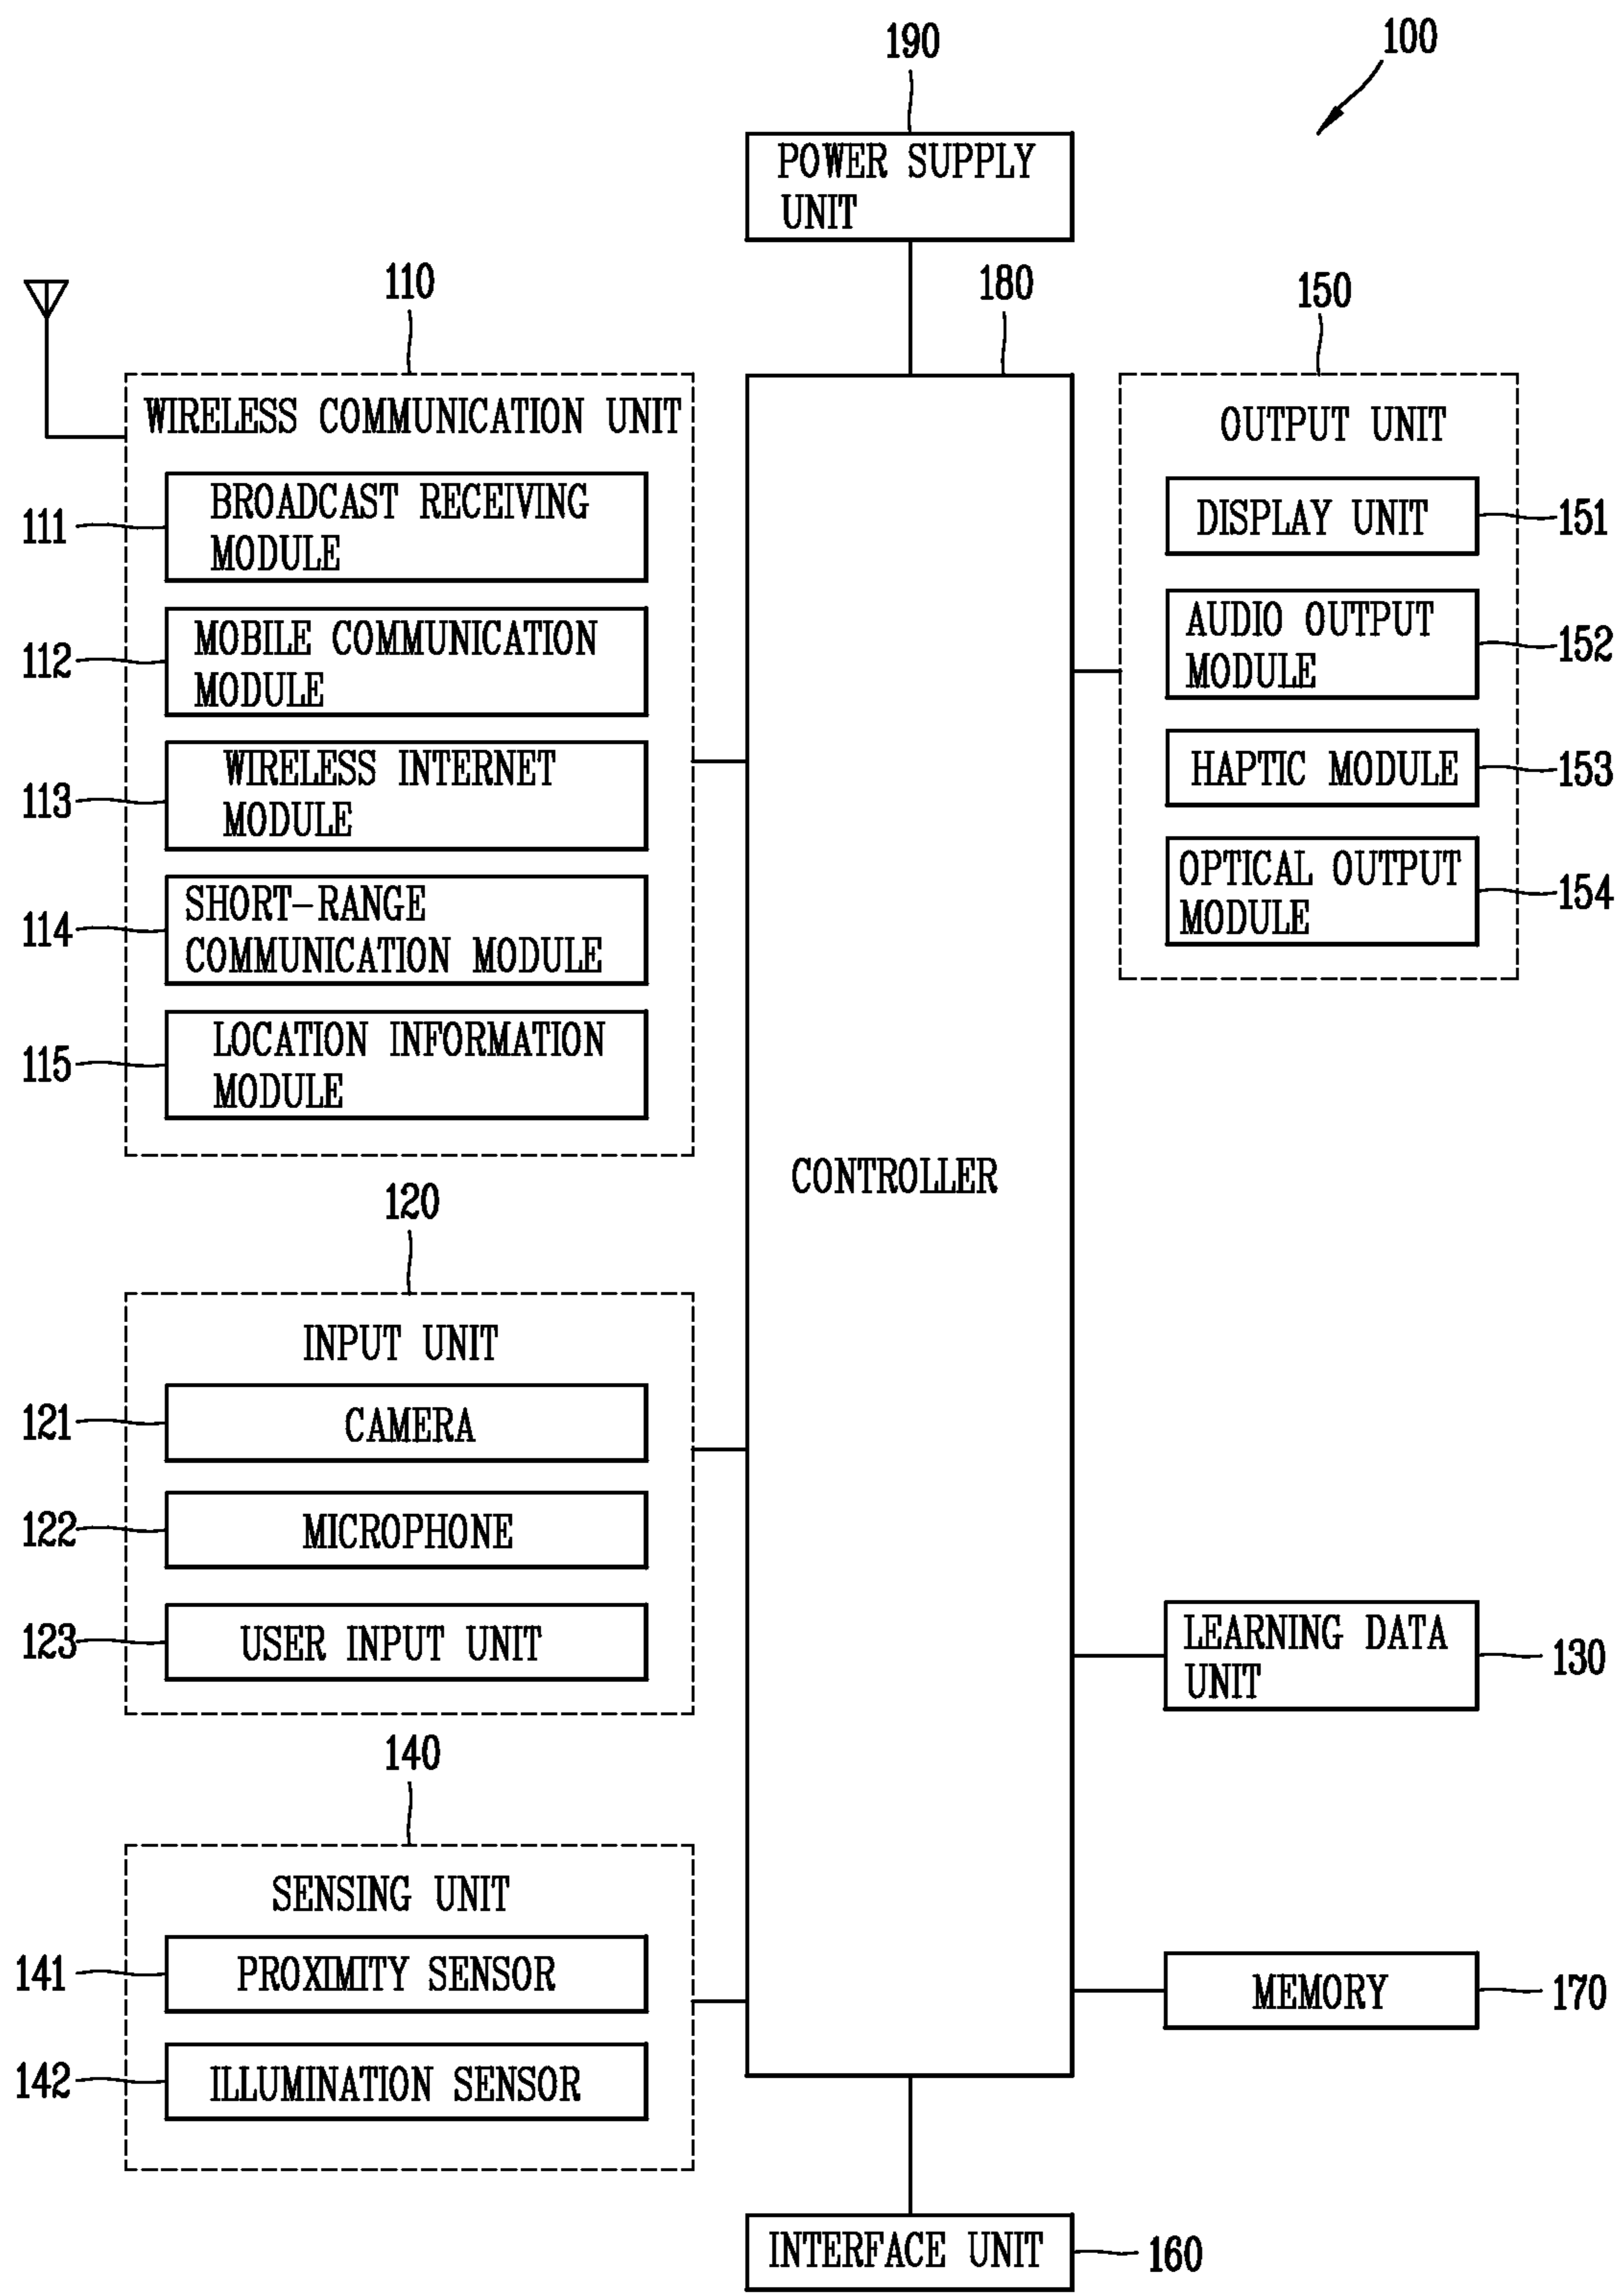 190
100
POWER SUPPLY
UNIT
110
180
150
WIRELESS COMMUNICATION UNIT
111
BROADCAST RECEIVING
MODULE
112
MOBILE COMMUNICATION
MODULE
113
WIRELESS INTERNET
MODULE
114
SHORT-RANGE
COMMUNICATION MODULE
115
LOCATION INFORMATION
MODULE
CONTROLLER
OUTPUT UNIT
DISPLAY UNIT
151
AUDIO OUTPUT
MODULE
152
HAPTIC MODULE
153
OPTICAL OUTPUT
MODULE
154
120
INPUT UNIT
121
CAMERA
122
MICROPHONE
123
USER INPUT UNIT
LEARNING DATA
UNIT
130
140
SENSING UNIT
141
PROXIMITY SENSOR
142
ILLUMINATION SENSOR
MEMORY
170
INTERFACE UNIT
160